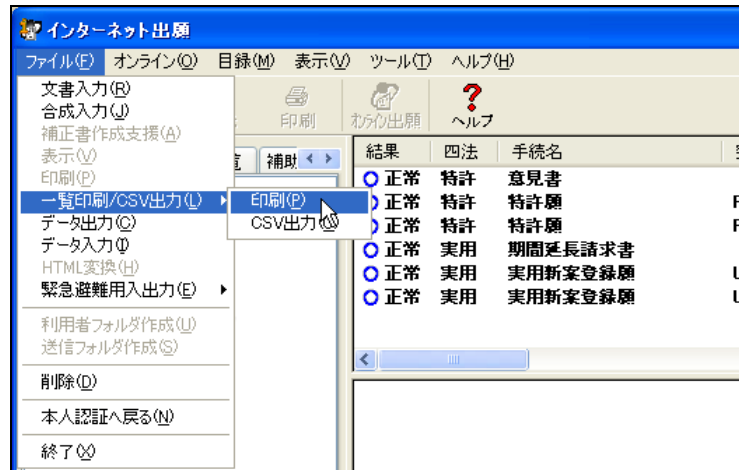 インターネット出願
ファイル(F) オンライン(O) 目録(M) 表示(V) ツール(T) ヘルプ(H)
文書入力(R)
合成入力(J)
補正書作成支援(A)
表示(V)
印刷(P)
一覧印刷/CSV出力(L)
データ出力(C)
データ入力(I)
HTML変換(H)
緊急避難用入出力(E)
利用者フォルダ作成(U)
送信フォルダ作成(S)
削除(D)
本人認証へ戻る(N)
終了(X)
印刷(P)
CSV出力
印刷 オンライン出願 ヘルプ
補助
結果 四法 手続名
正常 特許 意見書
正常 特許 特許願
正常 特許 特許願
正常 実用 期間延長請求書
正常 実用 実用新案登録願
正常 実用 実用新案登録願